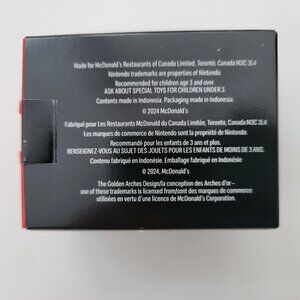 Made for McDonald's Restaurants of Canada Limited, Toronto, Canada M3C 3L4
Nintendo trademarks are properties of Nintendo.
Recommended for children age 3 and over.
ASK ABOUT SPECIAL TOYS FOR CHILDREN UNDER 3.
Contents made in Indonesia. Packaging made in Indonesia.
© 2024 McDonald's
Fabriqué pour Les Restaurants McDonald du Canada Limitée, Toronto, Canada M3C 3L4
Les marques de commerce de Nintendo sont la propriété de Nintendo.
Recommandé pour les enfants de 3 ans et plus.
RENSEIGNEZ-VOUS AU SUJET DES JOUETS POUR LES ENFANTS DE MOINS DE 3 ANS.
Contenu fabriqué en Indonésie. Emballage fabriqué en Indonésie
© 2024, McDonald's
The Golden Arches Design/la conception des Arches d'or –
use of these trademarks is licensed from/sont des marques de commerce
utilisées en vertu d'une licence de McDonald's Corporation.